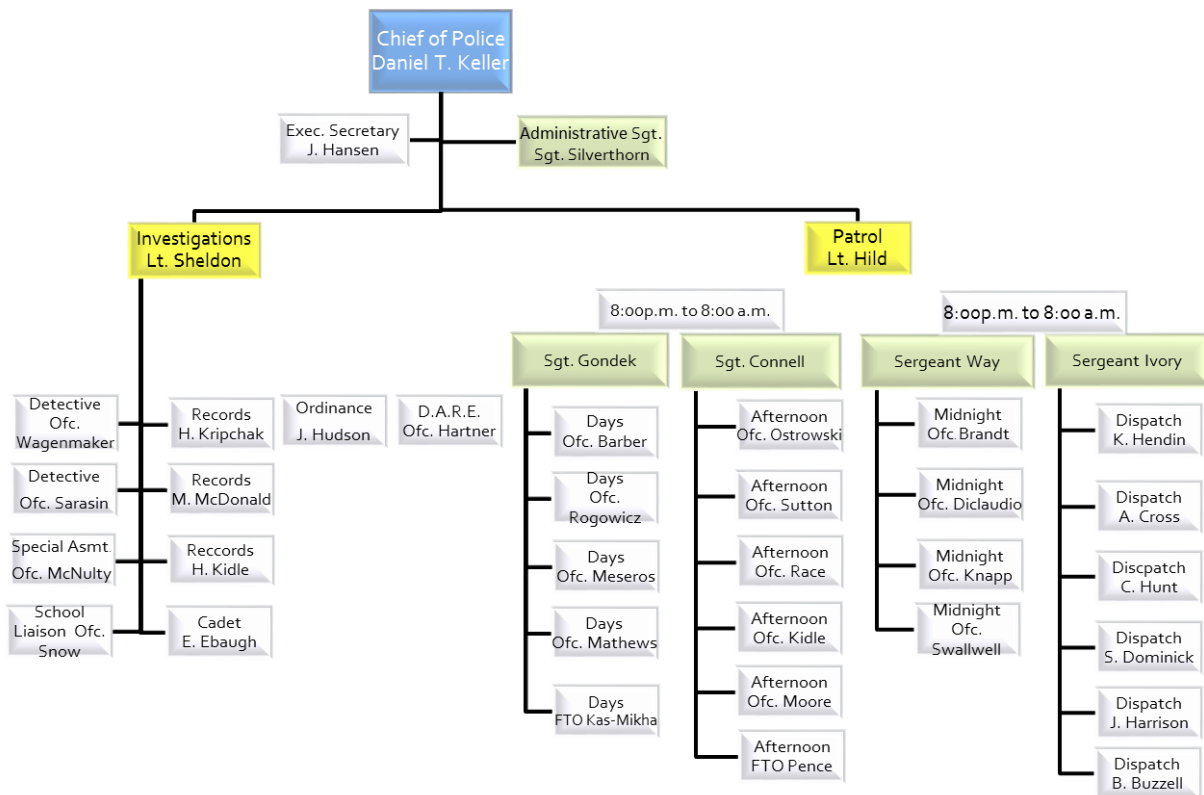 Chief of Police
Daniel T. Keller
Exec. Secretary
J. Hansen
Administrative Sgt.
Sgt. Silverthorn
Investigations
Lt. Sheldon
Patrol
Lt. Hild
8:00p.m. to 8:00 a.m.
8:00p.m. to 8:00 a.m.
Sgt. Gondek
Sgt. Connell
Sergeant Way
Sergeant Ivory
Detective
Ofc.
Wagenmaker
Records
H. Kripchak
Ordinance
J. Hudson
D.A.R.E.
Ofc. Hartner
Detective
Ofc. Sarasin
Records
M. McDonald
Special Asmt.
Ofc. McNulty
Reccords
H. Kidle
School
Liaison Ofc.
Snow
Cadet
E. Ebaugh
Days
Ofc. Barber
Days
Ofc.
Rogowicz
Days
Ofc. Meseros
Days
Ofc. Mathews
Days
FTO Kas-Mikha
Afternoon
Ofc. Ostrowski
Afternoon
Ofc. Sutton
Afternoon
Ofc. Race
Afternoon
Ofc. Kidle
Afternoon
Ofc. Moore
Afternoon
FTO Pence
Midnight
Ofc. Brandt
Midnight
Ofc. Diclaudio
Midnight
Ofc. Knapp
Midnight
Ofc.
Swallwell
Dispatch
K. Hendin
Dispatch
A. Cross
Discpatch
C. Hunt
Dispatch
S. Dominick
Dispatch
J. Harrison
Dispatch
B. Buzzell